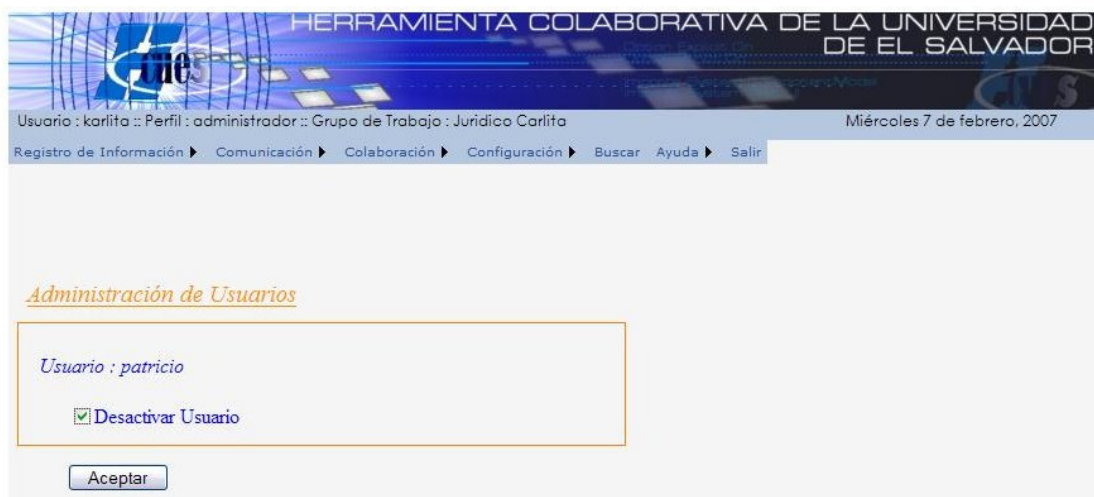 HERRAMIENTA COLABORATIVA DE LA UNIVERSIDAD
DE EL SALVADOR
cues
Usuario : karlita :: Perfil : administrador :: Grupo de Trabajo : Juridico Carlita
Miércoles 7 de febrero, 2007
Registro de Información Comunicación Colaboración Configuración Buscar Ayuda Salir
Administración de Usuarios
Usuario : patricio
Desactivar Usuario
Aceptar